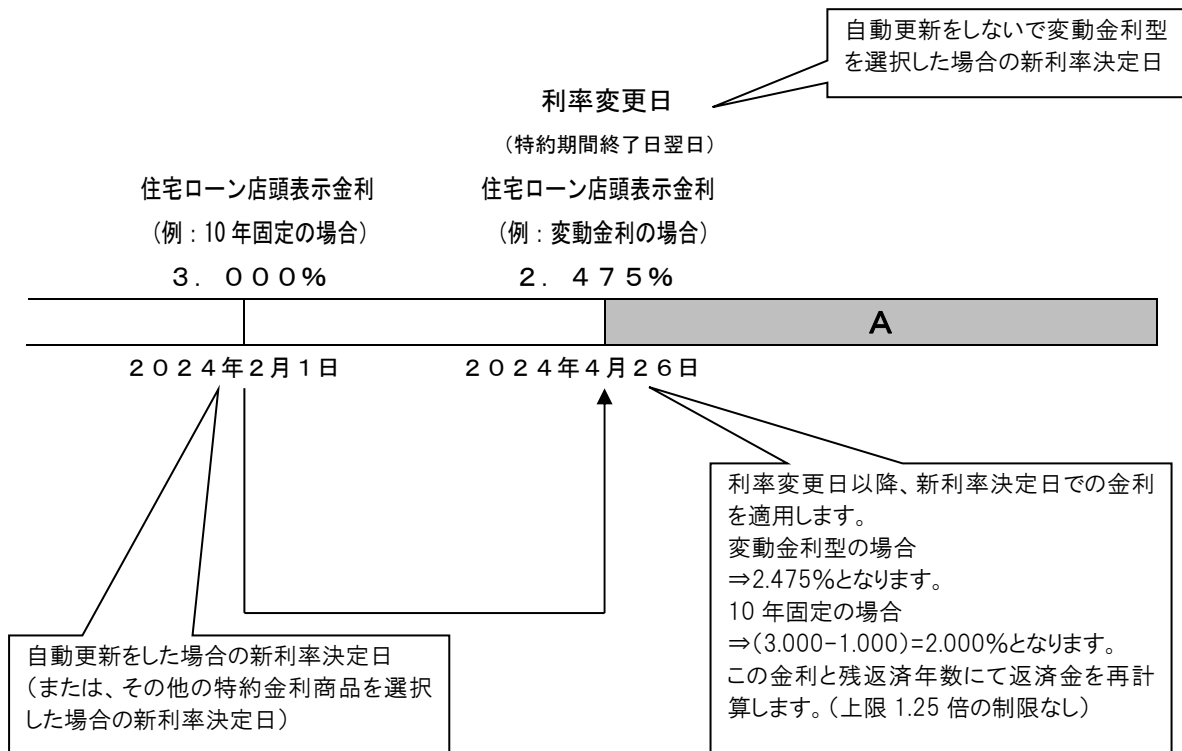 自動更新をしないで変動金利型
を選択した場合の新利率決定日
利率変更日
（特約期間終了日翌日）
住宅ローン店頭表示金利
（例：10年固定の場合）
３．０００％
住宅ローン店頭表示金利
（例：変動金利の場合）
２．４７５％
A
２０２４年２月１日
２０２４年４月２６日
利率変更日以降、新利率決定日での金利
を適用します。
変動金利型の場合
⇒2.475％となります。
10年固定の場合
⇒(3.000−1.000)=2.000％となります。
この金利と残返済年数にて返済金を再計
算します。（上限1.25倍の制限なし）
自動更新をした場合の新利率決定日
（または、その他の特約金利商品を選択
した場合の新利率決定日）